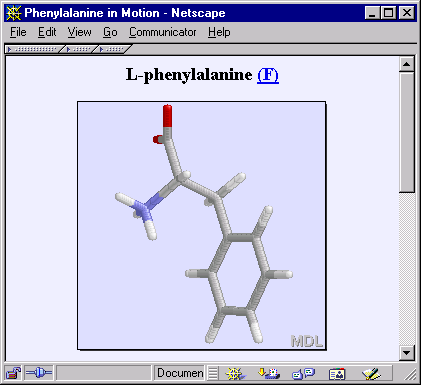 Phenylalanine in Motion - Netscape
File Edit View Go Communicator Help
L-phenylalanine (F)
MDL
Documen